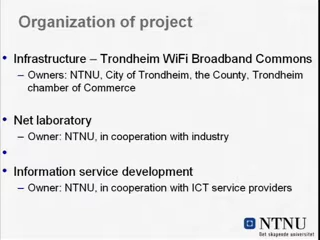 Organization of project
• Infrastructure – Trondheim WiFi Broadband Commons
– Owners: NTNU, City of Trondheim, the County, Trondheim
chamber of Commerce
• Net laboratory
– Owner: NTNU, in cooperation with industry
•
• Information service development
– Owner: NTNU, in cooperation with ICT service providers
NTNU
Det skapende universitet